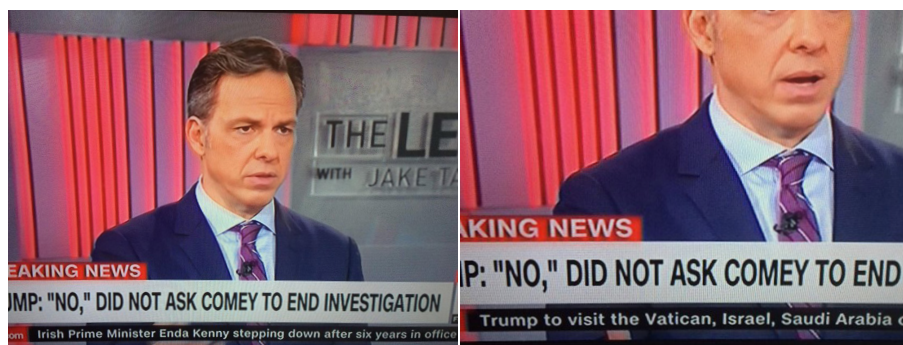 THE LE
WITH JAKE TA
EAKING NEWS
UMP: "NO," DID NOT ASK COMEY TO END INVESTIGATION
om Irish Prime Minister Enda Kenny stepping down after six years in office
AKING NEWS
P: "NO," DID NOT ASK COMEY TO END
Trump to visit the Vatican, Israel, Saudi Arabia